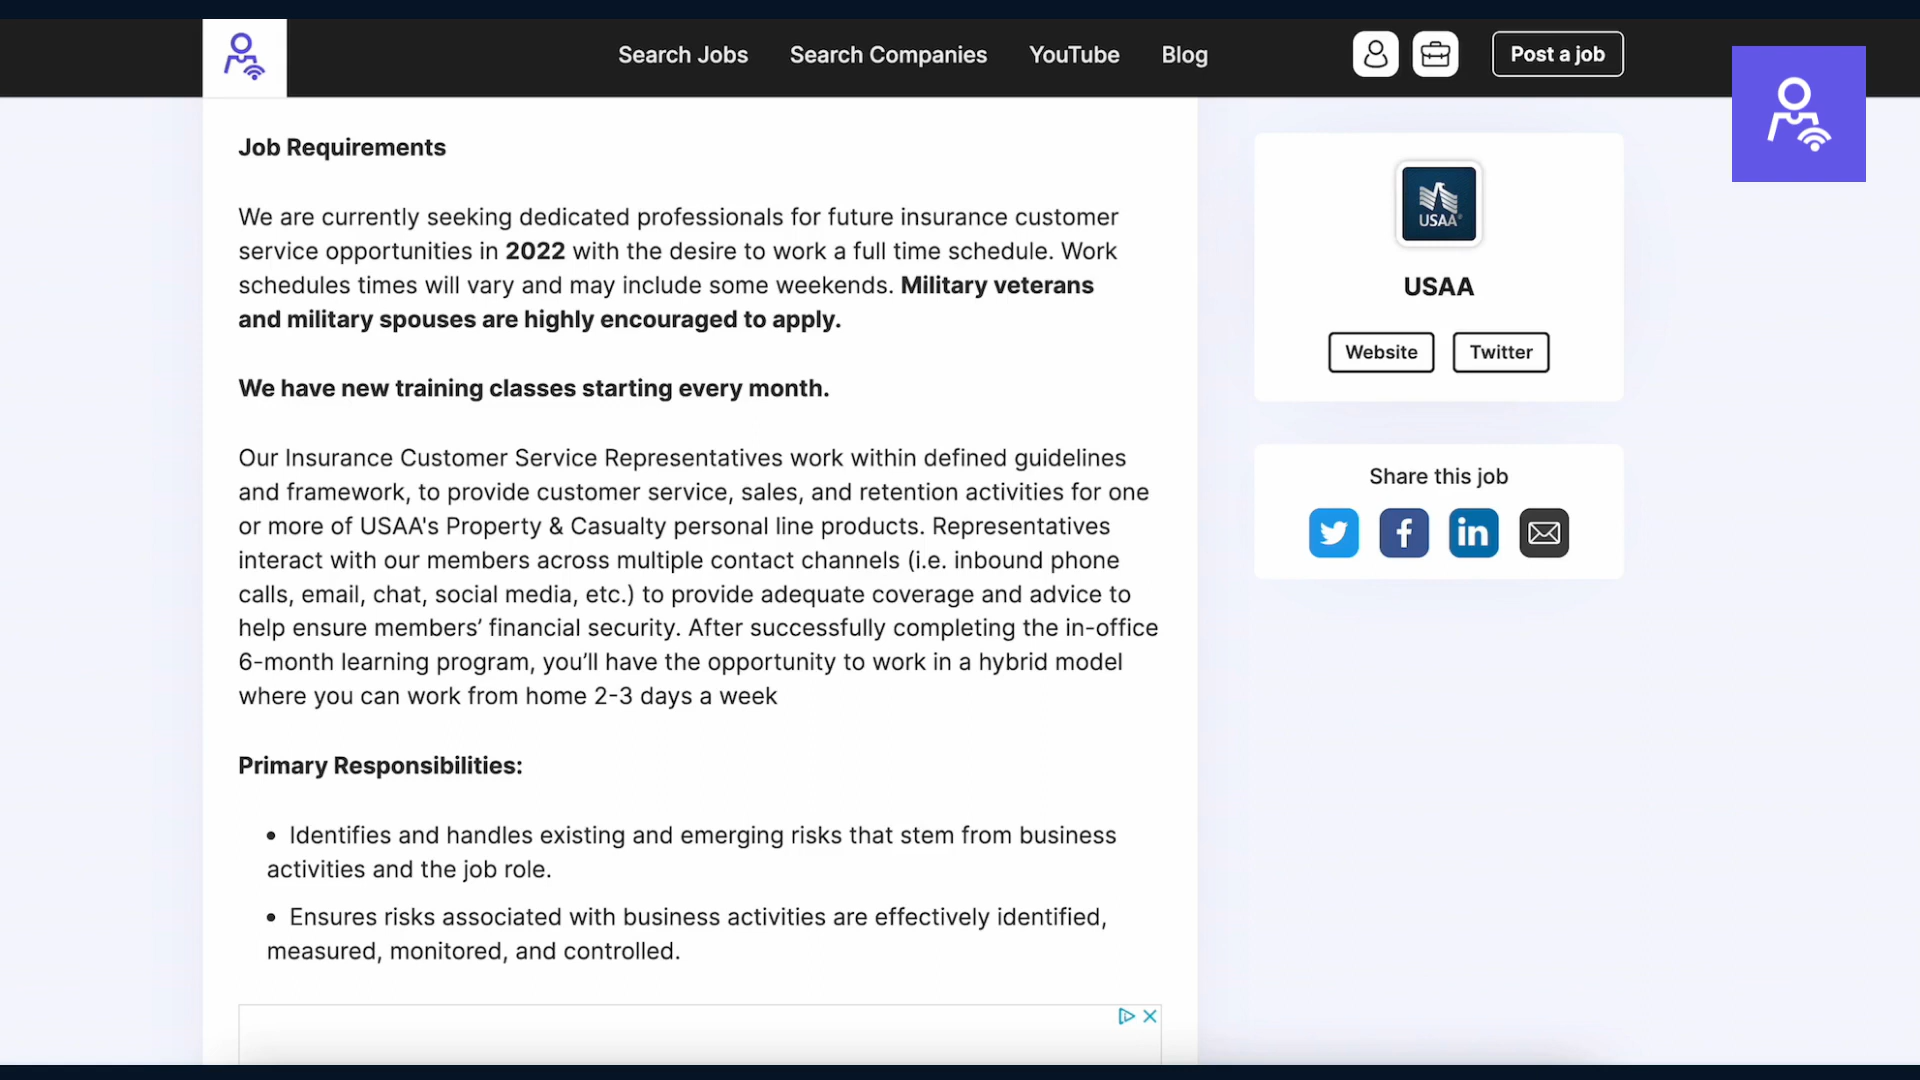 Search Jobs Search Companies YouTube Blog Post a job
Job Requirements
We are currently seeking dedicated professionals for future insurance customer
service opportunities in 2022 with the desire to work a full time schedule. Work
schedules times will vary and may include some weekends. Military veterans
and military spouses are highly encouraged to apply.
We have new training classes starting every month.
Our Insurance Customer Service Representatives work within defined guidelines
and framework, to provide customer service, sales, and retention activities for one
or more of USAA's Property & Casualty personal line products. Representatives
interact with our members across multiple contact channels (i.e. inbound phone
calls, email, chat, social media, etc.) to provide adequate coverage and advice to
help ensure members’ financial security. After successfully completing the in-office
6-month learning program, you’ll have the opportunity to work in a hybrid model
where you can work from home 2-3 days a week
Primary Responsibilities:
• Identifies and handles existing and emerging risks that stem from business
activities and the job role.
• Ensures risks associated with business activities are effectively identified,
measured, monitored, and controlled.
USAA®
USAA
Website Twitter
Share this job